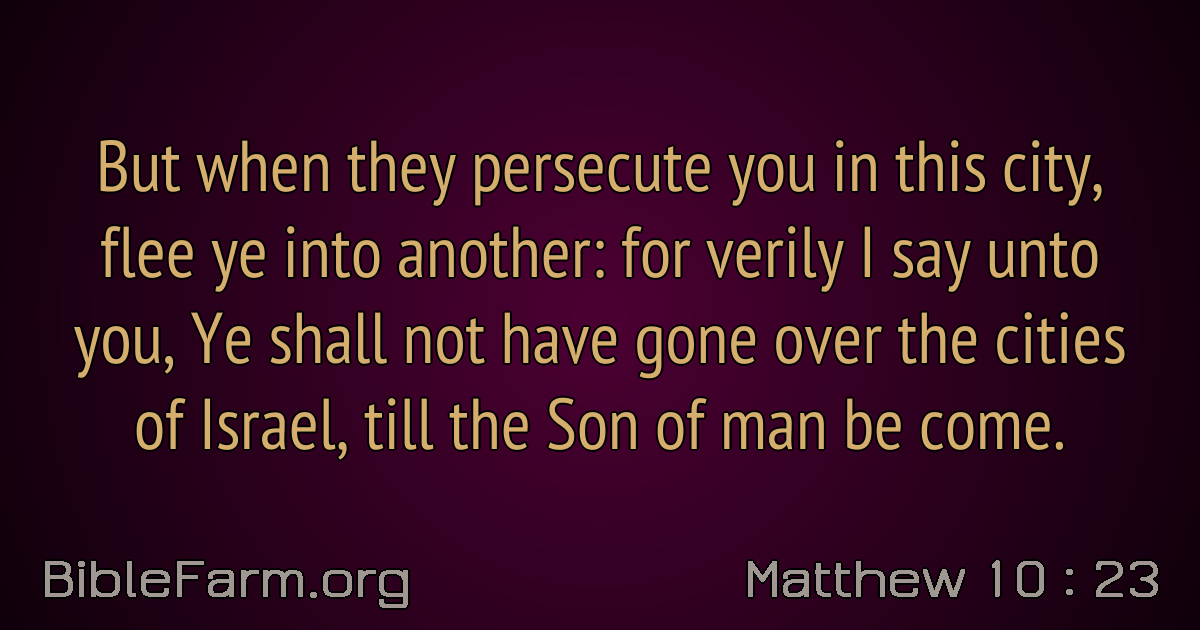 But when they persecute you in this city,
flee ye into another: for verily I say unto
you, Ye shall not have gone over the cities
of Israel, till the Son of man be come.
BibleFarm.org
Matthew 10 : 23